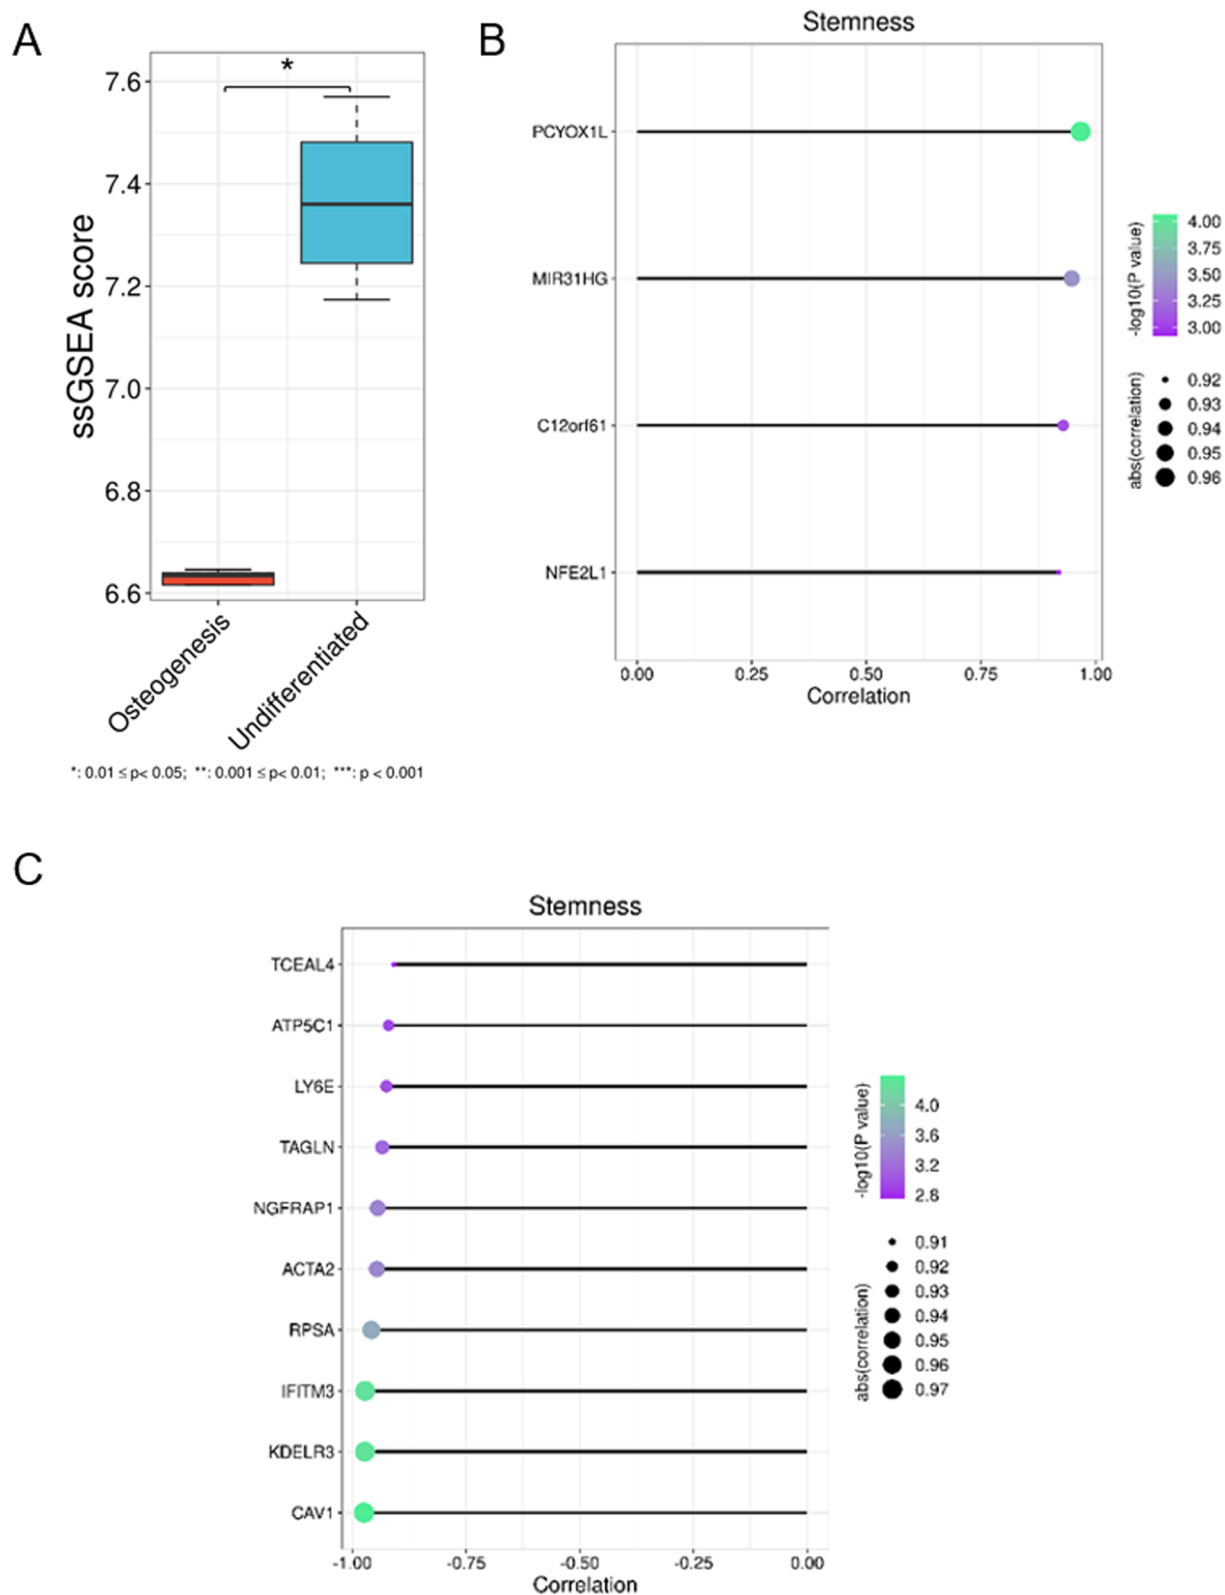 A
B
Stemness
*
7.6
7.4
7.2
7.0
6.8
6.6
ssGSEA score
Osteogenesis
Undifferentiated
*: 0.01 ≤ p< 0.05; **: 0.001 ≤ p< 0.01; ***: p < 0.001
PCYOX1L
MIR31HG
C12orf61
NFE2L1
0.00 0.25 0.50 0.75 1.00
Correlation
-log10(P value)
4.00
3.75
3.50
3.25
3.00
abs(correlation)
0.92
0.93
0.94
0.95
0.96
C
Stemness
TCEAL4
ATP5C1
LY6E
TAGLN
NGFRAP1
ACTA2
RPSA
IFITM3
KDELR3
CAV1
-1.00 -0.75 -0.50 -0.25 0.00
Correlation
-log10(P value)
4.0
3.6
3.2
2.8
abs(correlation)
0.91
0.92
0.93
0.94
0.95
0.96
0.97